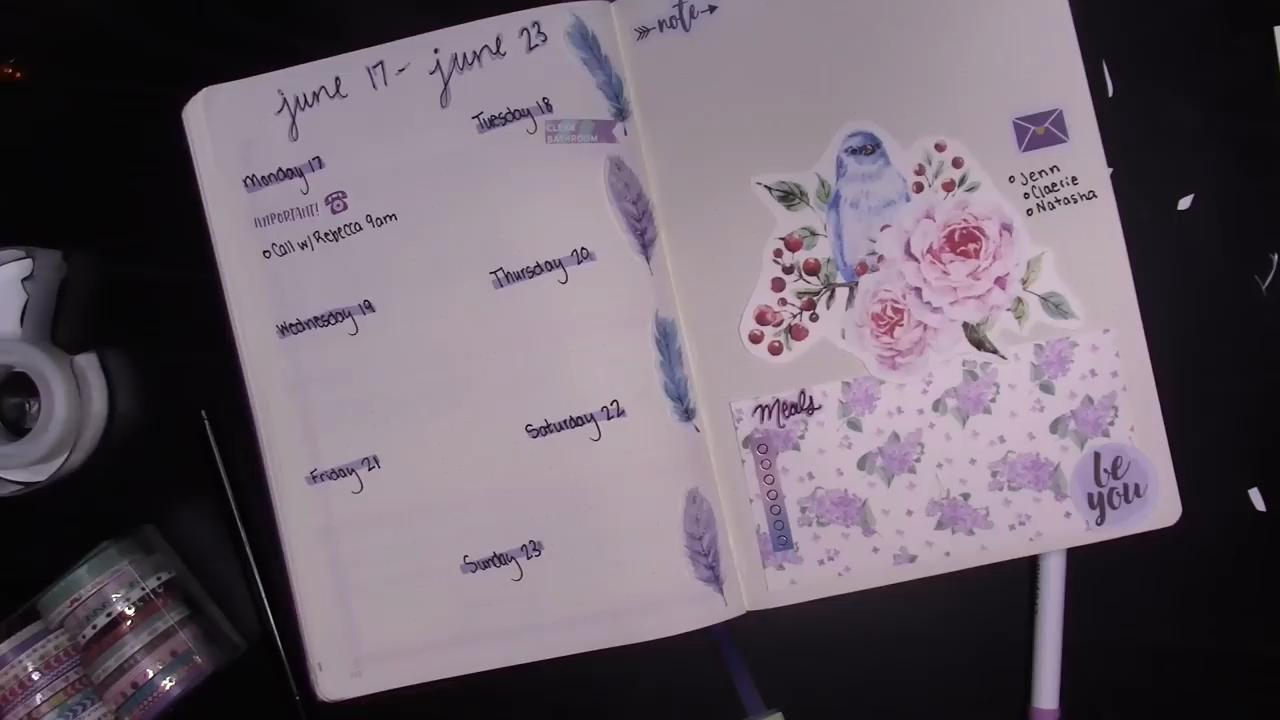 june 17 - june 23
Monday 17
IMPORTANT!
Call w/ Rebecca 9am
Tuesday 18
CLEAN
BATHROOM
Wednesday 19
Thursday 20
Friday 21
Saturday 22
Sunday 23
note
Jenn
Claerie
Natasha
Meals
be
you